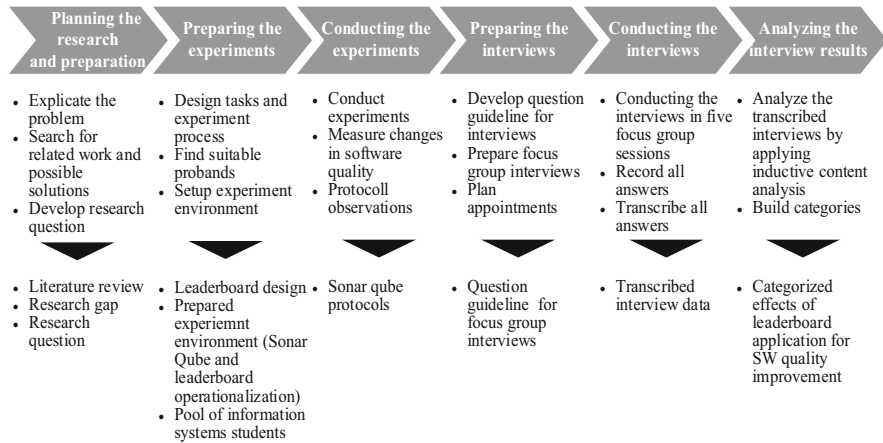 Planning the
research
and preparation
Preparing the
experiments
Conducting the
experiments
Preparing the
interviews
Conducting the
interviews
Analyzing the
interview results
• Explicate the
problem
• Search for
related work and
possible
solutions
• Develop research
question
• Design tasks and
experiment
process
• Find suitable
probands
• Setup experiment
environment
• Conduct
experiments
• Measure changes
in software
quality
• Protocoll
observations
• Develop question
guideline for
interviews
• Prepare focus
group interviews
• Plan
appointments
• Conducting the
interviews in five
focus group
sessions
• Record all
answers
• Transcribe all
answers
• Analyze the
transcribed
interviews by
applying
inductive content
analysis
• Build categories
• Literature review
• Research gap
• Research
question
• Leaderboard design
• Prepared
experiemnt
environment (Sonar
Qube and
leaderboard
operationalization)
• Pool of information
systems students
• Sonar qube
protocols
• Question
guideline for
focus group
interviews
• Transcribed
interview data
• Categorized
effects of
leaderboard
application for
SW quality
improvement